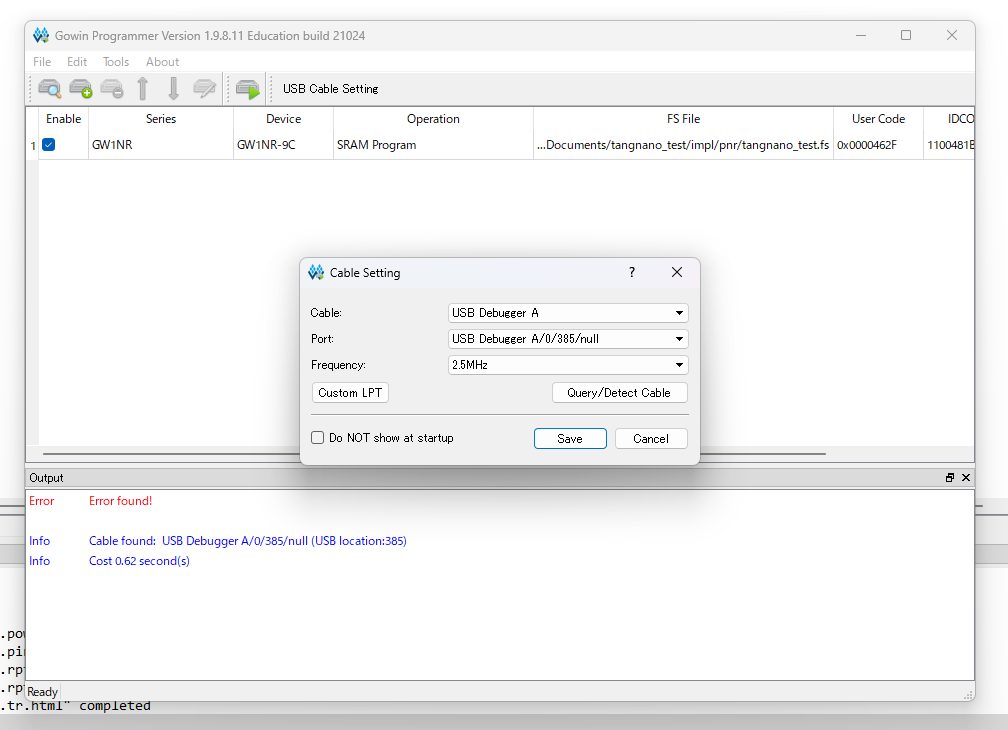 Gowin Programmer Version 1.9.8.11 Education build 21024
File Edit Tools About
USB Cable Setting
Enable Series Device Operation FS File User Code IDCO
1 GW1NR GW1NR-9C SRAM Program ...Documents/tangnano_test/impl/pnr/tangnano_test.fs 0x0000462F 1100481B
Cable Setting ?
Cable: USB Debugger A
Port: USB Debugger A/0/385/null
Frequency: 2.5MHz
Custom LPT Query/Detect Cable
Do NOT show at startup Save Cancel
Output
Error Error found!
Info Cable found: USB Debugger A/0/385/null (USB location:385)
Info Cost 0.62 second(s)
.pow
.pin
.rpt
.rpt
Ready
.tr.html" completed